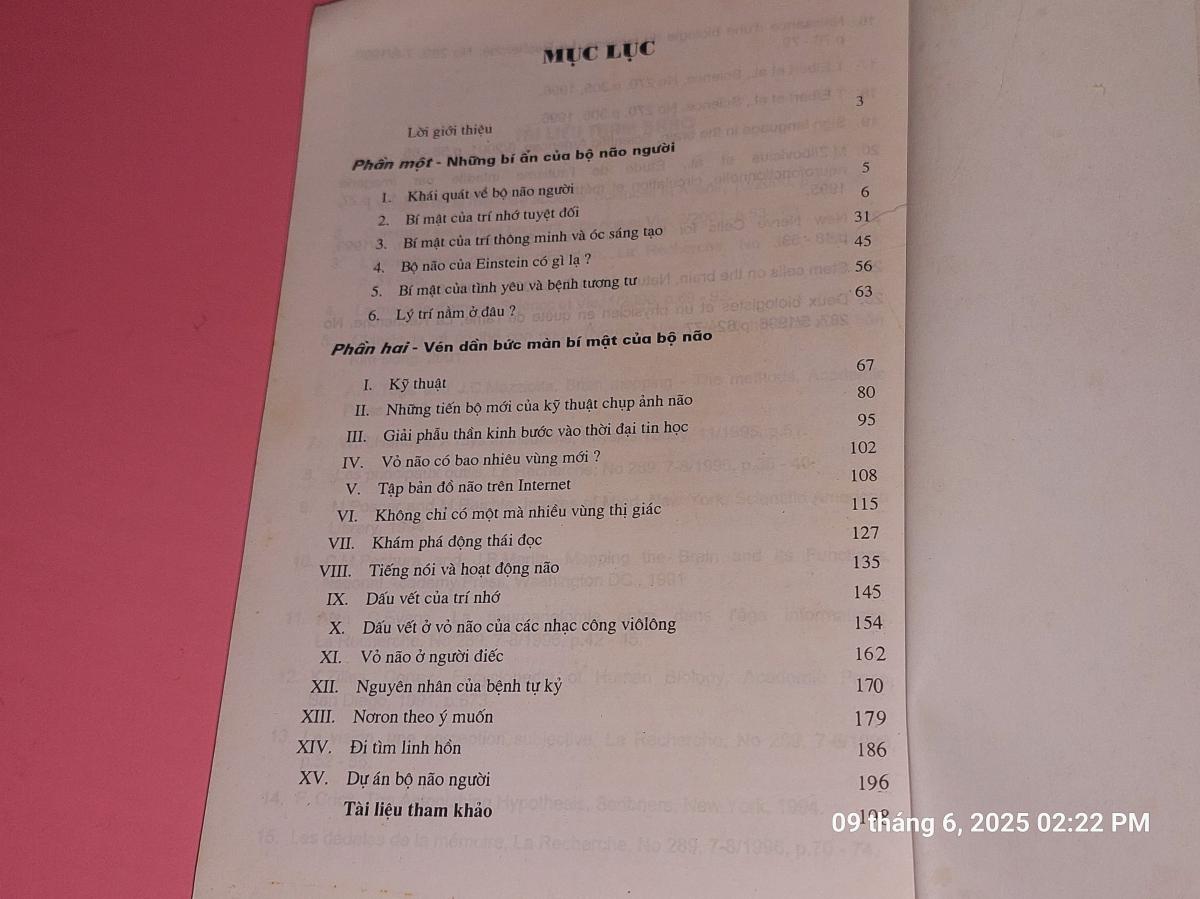 MỤC LỤC
Lời giới thiệu 3
Phần một - Những bí ẩn của bộ não người
1. Khái quát về bộ não người 5
2. Bí mật của trí nhớ tuyệt đối 6
3. Bí mật của trí thông minh và óc sáng tạo 31
4. Bộ não của Einstein có gì lạ ? 45
5. Bí mật của tình yêu và bệnh tương tư 56
6. Lý trí nằm ở đâu ? 63
Phần hai - Vén dần bức màn bí mật của bộ não
I. Kỹ thuật 67
II. Những tiến bộ mới của kỹ thuật chụp ảnh não 80
III. Giải phẫu thần kinh bước vào thời đại tin học 95
IV. Vỏ não có bao nhiêu vùng mới ? 102
V. Tập bản đồ não trên Internet 108
VI. Không chỉ có một mà nhiều vùng thị giác 115
VII. Khám phá động thái đọc 127
VIII. Tiếng nói và hoạt động não 135
IX. Dấu vết của trí nhớ 145
X. Dấu vết ở vỏ não của các nhạc công viôlông 154
XI. Vỏ não ở người điếc 162
XII. Nguyên nhân của bệnh tự kỷ 170
XIII. Nơron theo ý muốn 179
XIV. Đi tìm linh hồn 186
XV. Dự án bộ não người 196
Tài liệu tham khảo
09 tháng 6, 2025 02:22 PM